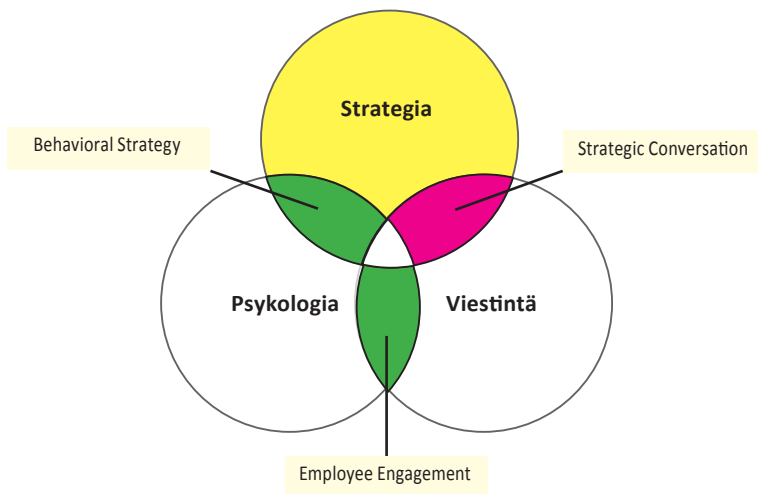 Strategia
Behavioral Strategy
Strategic Conversation
Psykologia
Viestintä
Employee Engagement